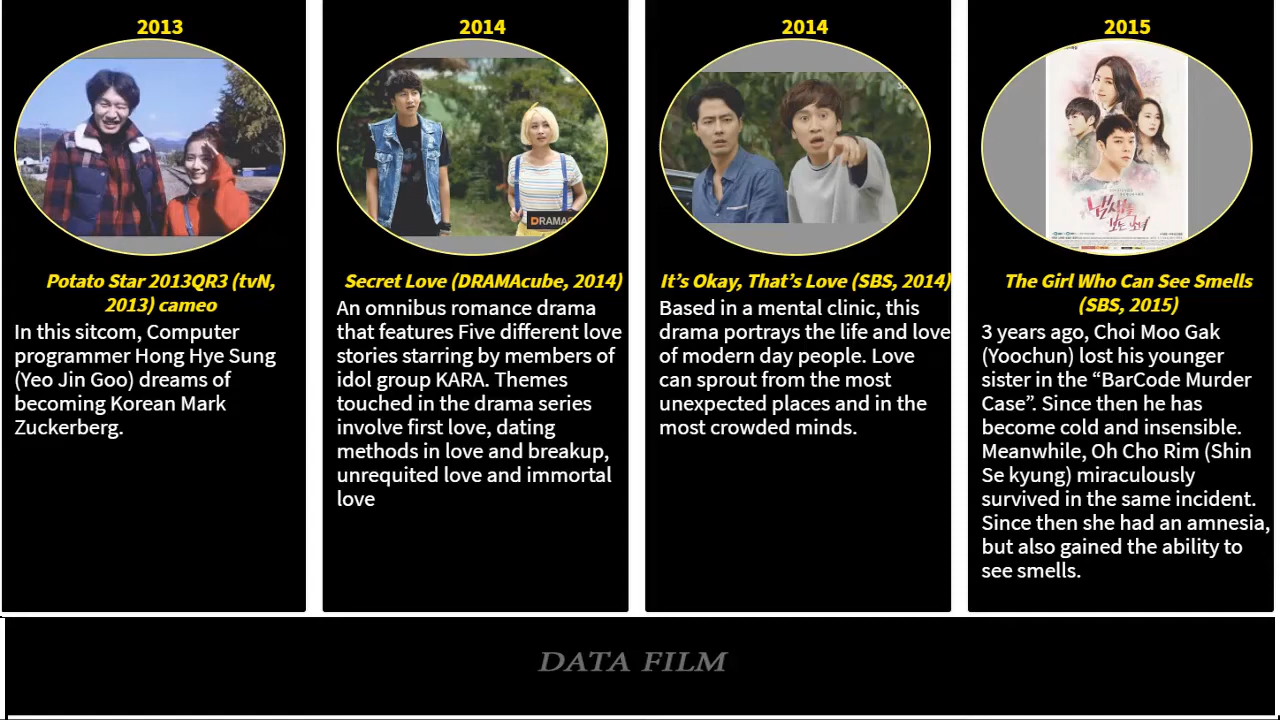 2013
Potato Star 2013QR3 (tvN,
2013) cameo
In this sitcom, Computer
programmer Hong Hye Sung
(Yeo Jin Goo) dreams of
becoming Korean Mark
Zuckerberg.
2014
DRAMAC
Secret Love (DRAMAcube, 2014)
An omnibus romance drama
that features Five different love
stories starring by members of
idol group KARA. Themes
touched in the drama series
involve first love, dating
methods in love and breakup,
unrequited love and immortal
love
2014
It’s Okay, That’s Love (SBS, 2014)
Based in a mental clinic, this
drama portrays the life and love
of modern day people. Love
can sprout from the most
unexpected places and in the
most crowded minds.
2015
냄새를
보는 소녀
The Girl Who Can See Smells
(SBS, 2015)
3 years ago, Choi Moo Gak
(Yoochun) lost his younger
sister in the “BarCode Murder
Case”. Since then he has
become cold and insensible.
Meanwhile, Oh Cho Rim (Shin
Se kyung) miraculously
survived in the same incident.
Since then she had an amnesia,
but also gained the ability to
see smells.
DATA FILM